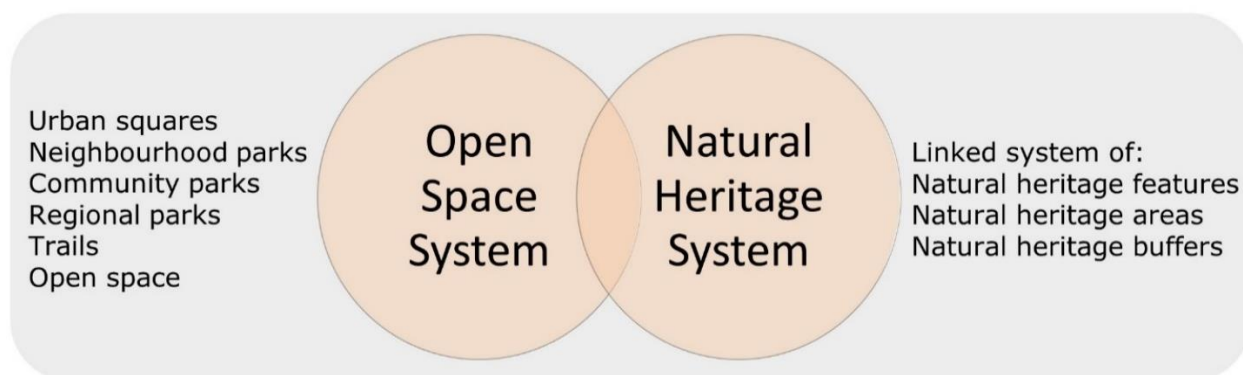 Urban squares
Neighbourhood parks
Community parks
Regional parks
Trails
Open space
Open
Space
System
Natural
Heritage
System
Linked system of:
Natural heritage features
Natural heritage areas
Natural heritage buffers